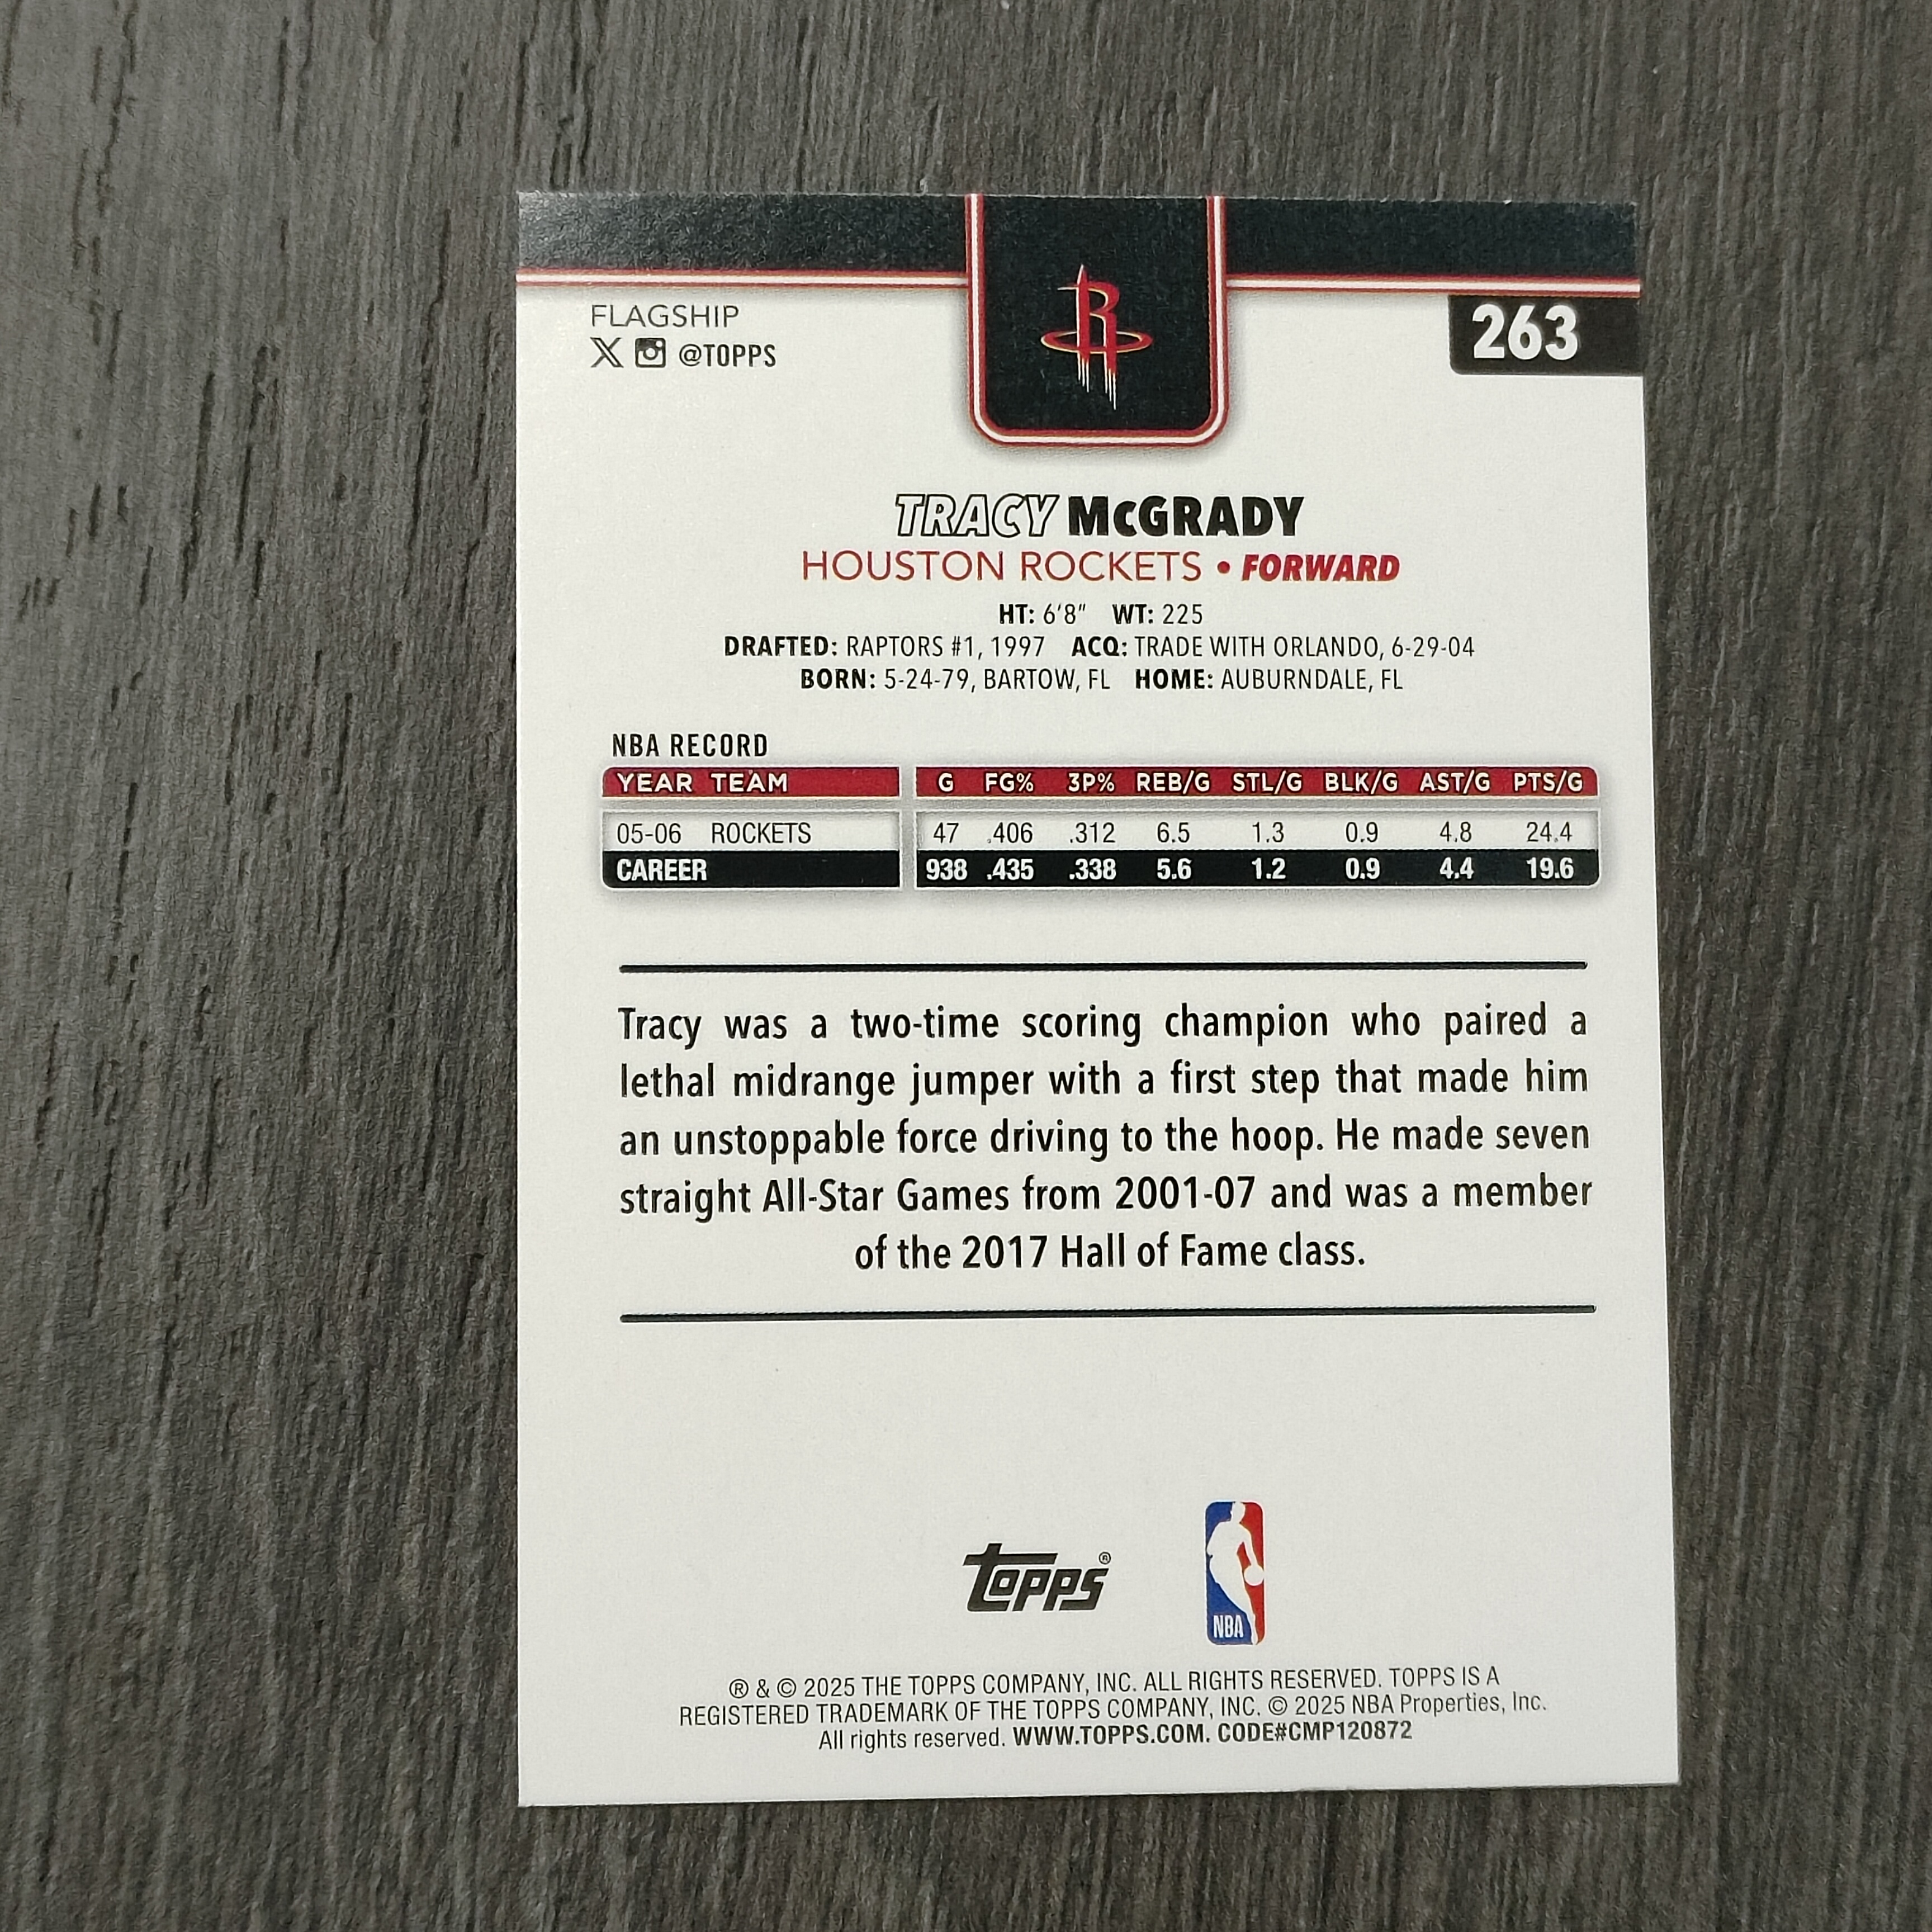 FLAGSHIP
X @TOPPS
263
TRACY McGRADY
HOUSTON ROCKETS • FORWARD
HT: 6'8" WT: 225
DRAFTED: RAPTORS #1, 1997 ACQ: TRADE WITH ORLANDO, 6-29-04
BORN: 5-24-79, BARTOW, FL HOME: AUBURNDALE, FL
NBA RECORD
YEAR TEAM G FG% 3P% REB/G STL/G BLK/G AST/G PTS/G
05-06 ROCKETS 47 .406 .312 6.5 1.3 0.9 4.8 24.4
CAREER 938 .435 .338 5.6 1.2 0.9 4.4 19.6
Tracy was a two-time scoring champion who paired a
lethal midrange jumper with a first step that made him
an unstoppable force driving to the hoop. He made seven
straight All-Star Games from 2001-07 and was a member
of the 2017 Hall of Fame class.
Topps®
NBA
® & © 2025 THE TOPPS COMPANY, INC. ALL RIGHTS RESERVED. TOPPS IS A
REGISTERED TRADEMARK OF THE TOPPS COMPANY, INC. © 2025 NBA Properties, Inc.
All rights reserved. WWW.TOPPS.COM. CODE#CMP120872